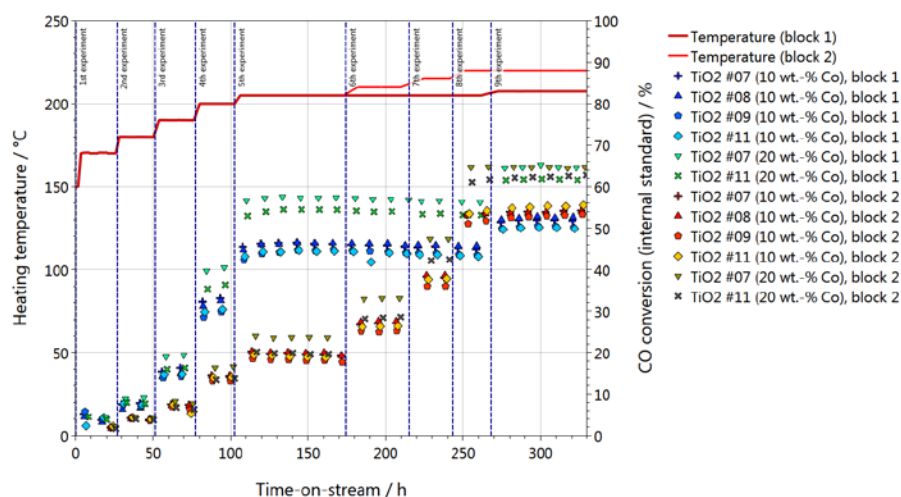 250
200
150
100
50
0
Heating temperature / °C
0
50
100
150
200
250
300
Time-on-stream / h
100
90
80
70
60
50
40
30
20
10
0
CO conversion (internal standard) / %
1st experiment
2nd experiment
3rd experiment
4th experiment
5th experiment
6th experiment
7th experiment
8th experiment
9th experiment
Temperature (block 1)
Temperature (block 2)
TiO2 #07 (10 wt.-% Co), block 1
TiO2 #08 (10 wt.-% Co), block 1
TiO2 #09 (10 wt.-% Co), block 1
TiO2 #11 (10 wt.-% Co), block 1
TiO2 #07 (20 wt.-% Co), block 1
TiO2 #11 (20 wt.-% Co), block 1
TiO2 #07 (10 wt.-% Co), block 2
TiO2 #08 (10 wt.-% Co), block 2
TiO2 #09 (10 wt.-% Co), block 2
TiO2 #11 (10 wt.-% Co), block 2
TiO2 #07 (20 wt.-% Co), block 2
TiO2 #11 (20 wt.-% Co), block 2